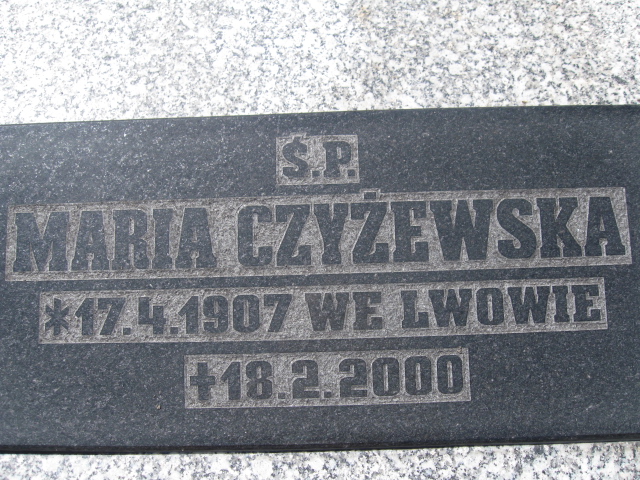 Ś.P.
MARIA CZYŻEWSKA
*17.4.1907 WE LWOWIE
†18.2.2000